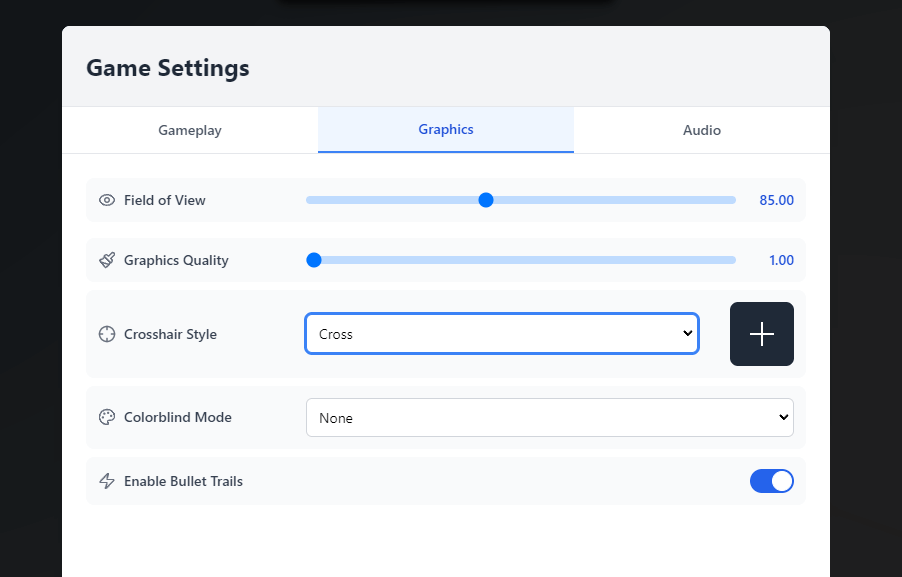 Game Settings
Gameplay Graphics Audio
Field of View 85.00
Graphics Quality 1.00
Crosshair Style Cross
Colorblind Mode None
Enable Bullet Trails